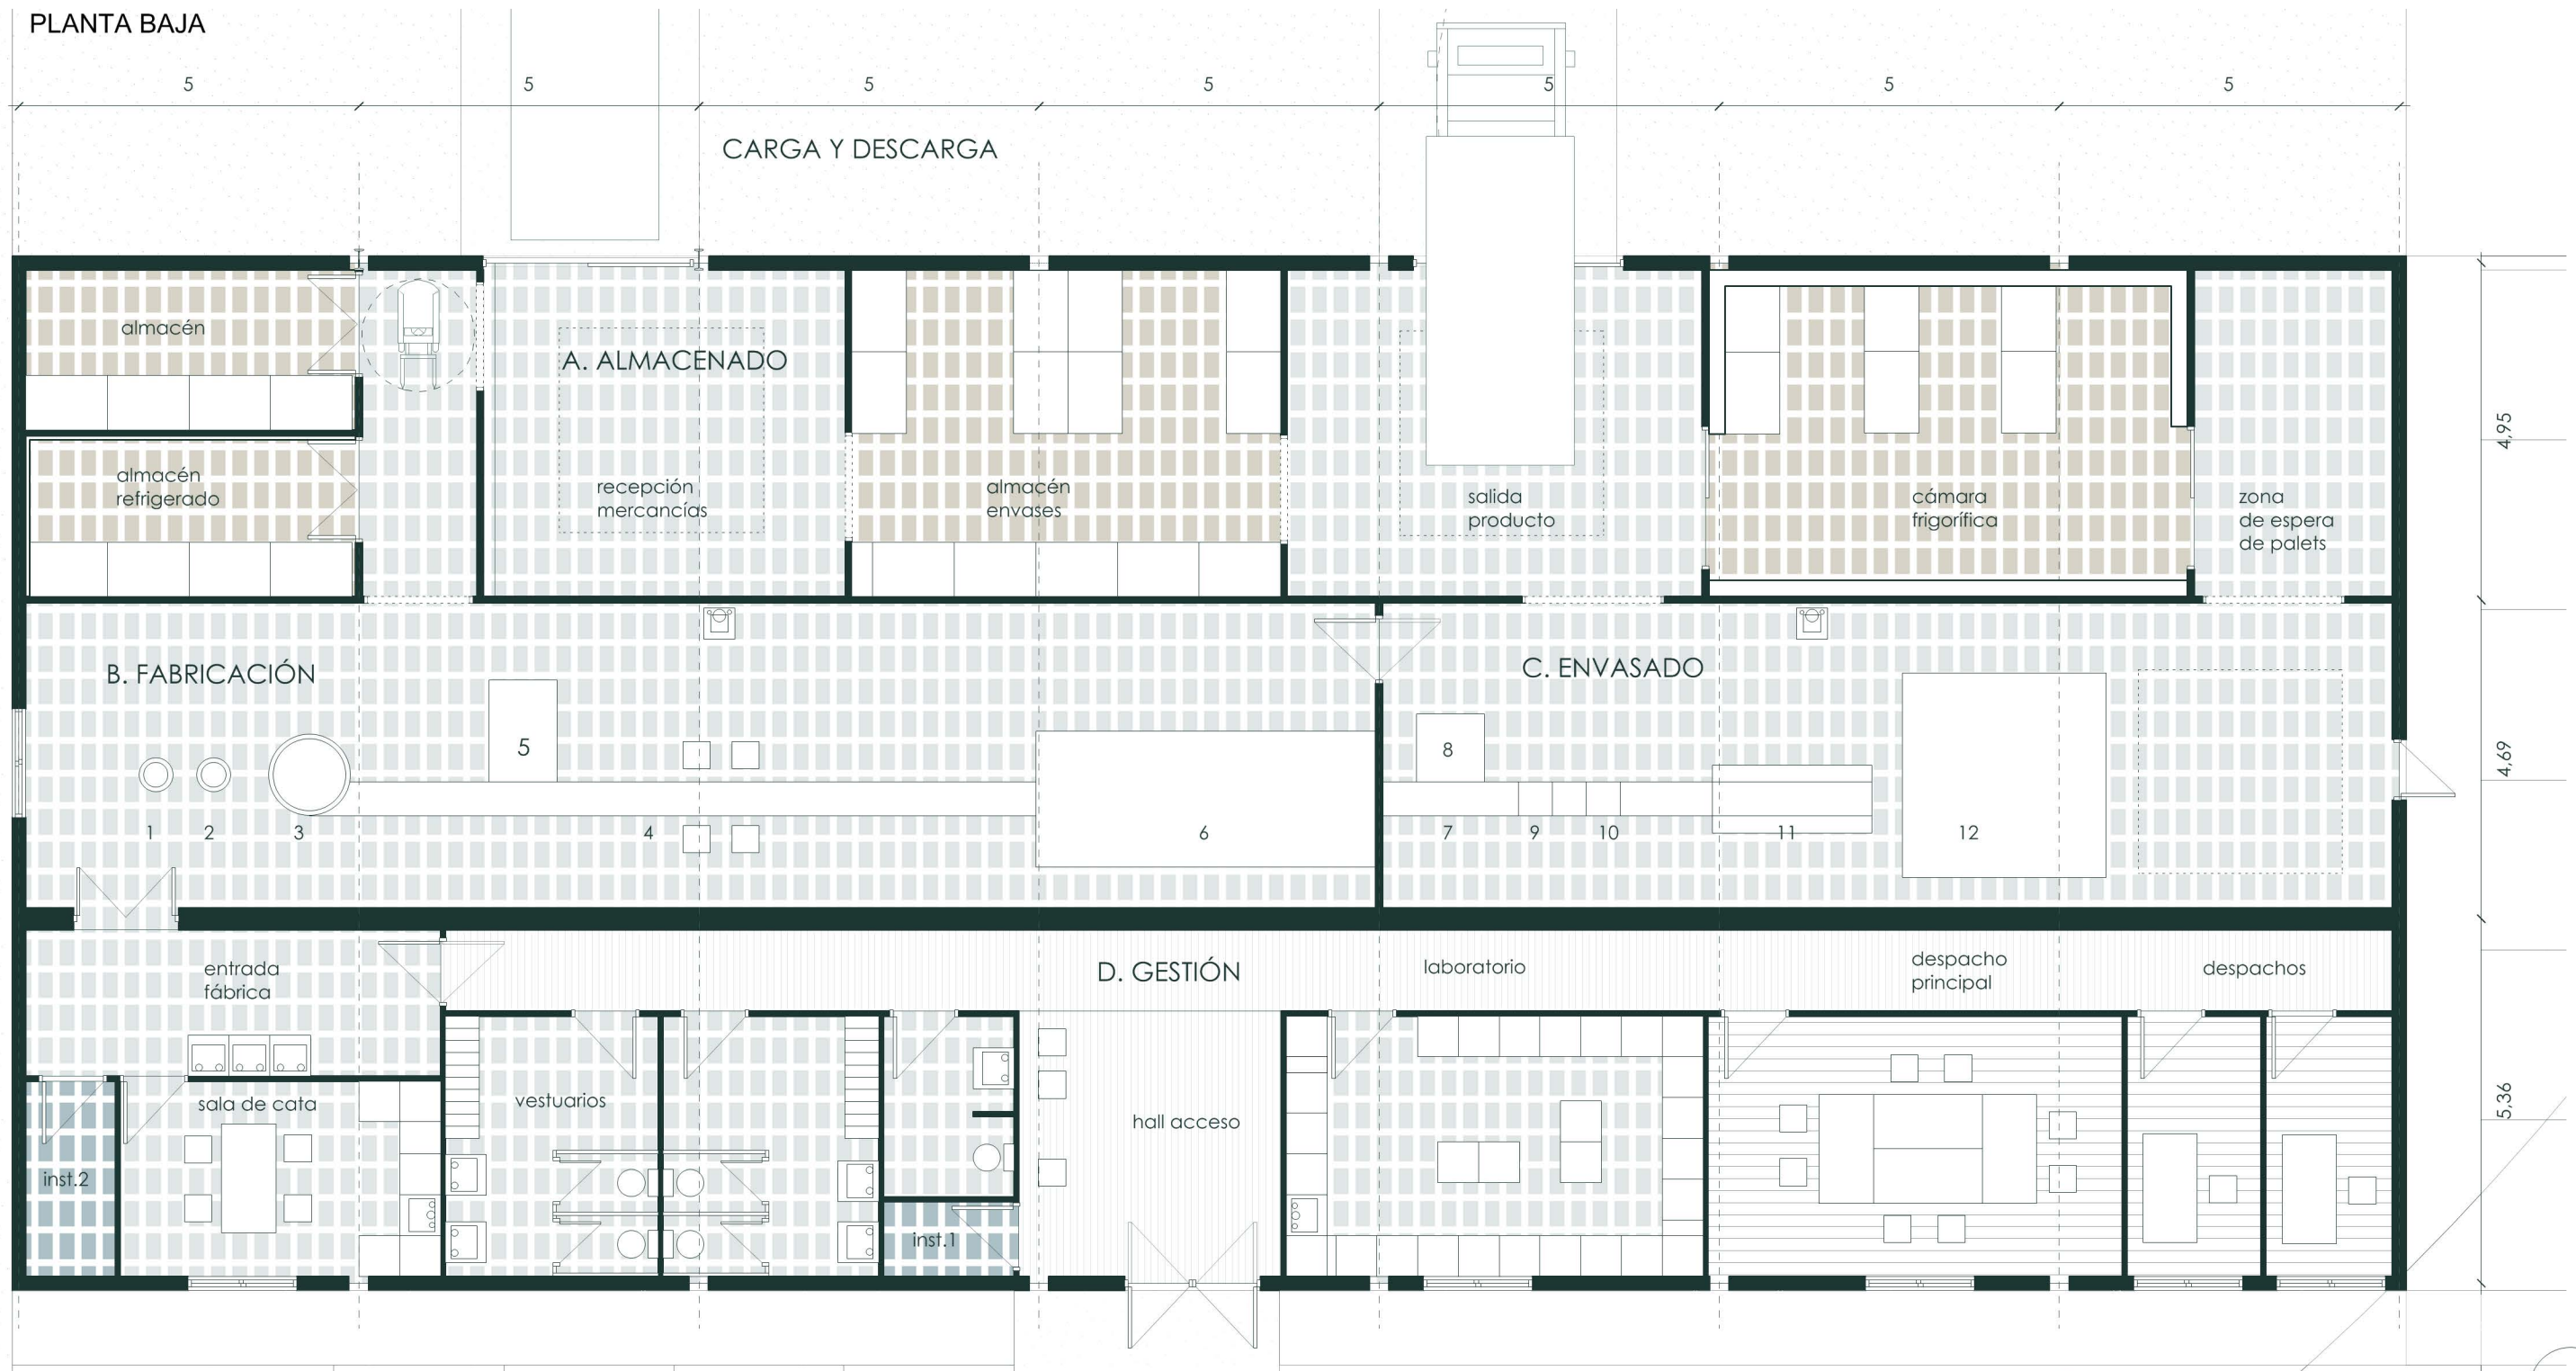 PLANTA BAJA
5
5
5
5
5
5
5
CARGA Y DESCARGA
almacén
A. ALMACENADO
almacén
refrigerado
recepción
mercancías
almacén
envases
salida
producto
cámara
frigorífica
zona
de espera
de palets
4,95
B. FABRICACIÓN
C. ENVASADO
5
8
4,69
1
2
3
4
6
7
9
10
11
12
entrada
fábrica
D. GESTIÓN
laboratorio
despacho
principal
despachos
sala de cata
vestuarios
hall acceso
5,36
inst.2
inst.1